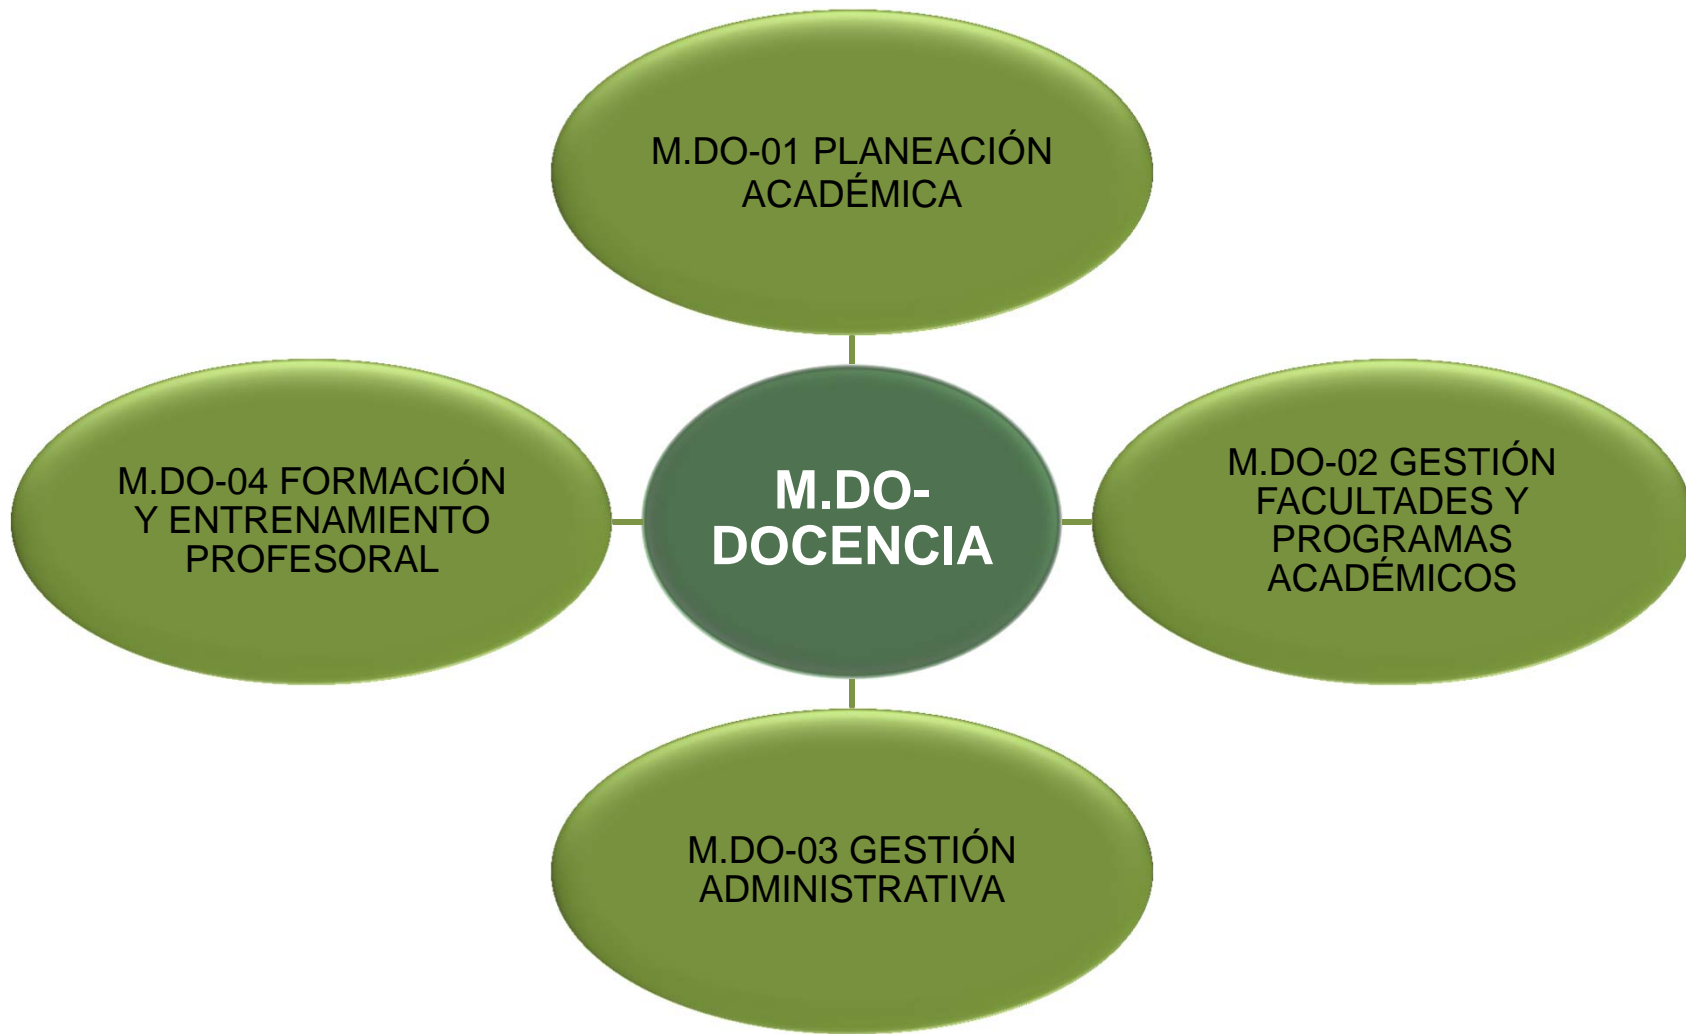 M.DO-01 PLANEACIÓN
ACADÉMICA
M.DO-04 FORMACIÓN
Y ENTRENAMIENTO
PROFESORAL
M.DO-
DOCENCIA
M.DO-02 GESTIÓN
FACULTADES Y
PROGRAMAS
ACADÉMICOS
M.DO-03 GESTIÓN
ADMINISTRATIVA